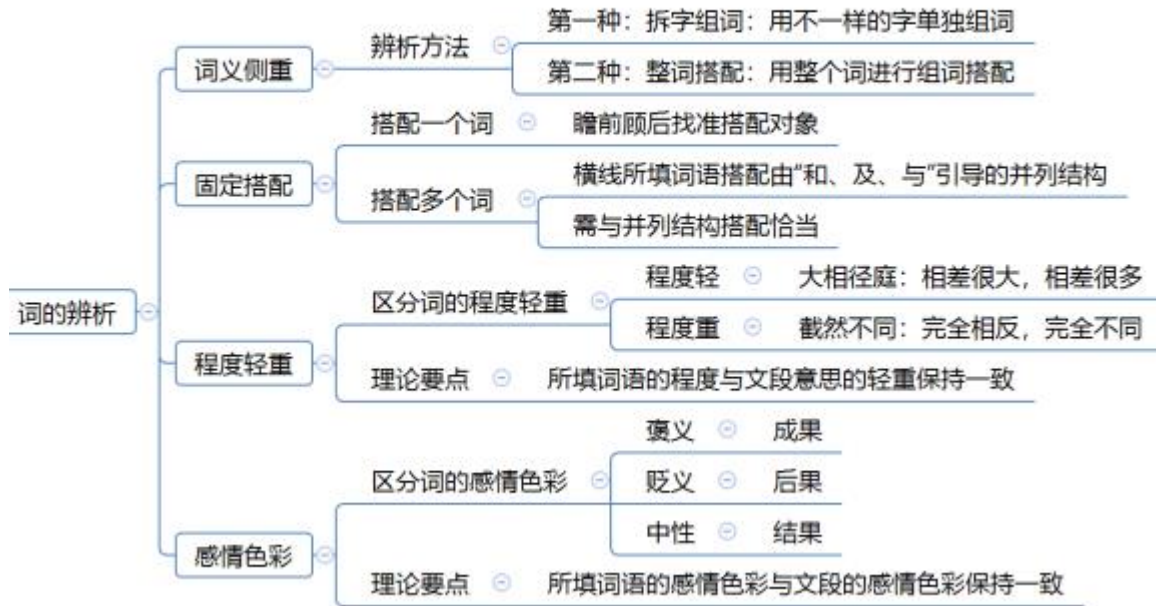 词的辨析
词义侧重
辨析方法
第一种：拆字组词：用不一样的字单独组词
第二种：整词搭配：用整个词进行组词搭配
固定搭配
搭配一个词
瞻前顾后找准搭配对象
搭配多个词
横线所填词语搭配由“和、及、与”引导的并列结构
需与并列结构搭配恰当
程度轻重
区分词的程度轻重
程度轻
大相径庭：相差很大，相差很多
程度重
截然不同：完全相反，完全不同
理论要点
所填词语的程度与文段意思的轻重保持一致
感情色彩
区分词的感情色彩
褒义
成果
贬义
后果
中性
结果
理论要点
所填词语的感情色彩与文段的感情色彩保持一致